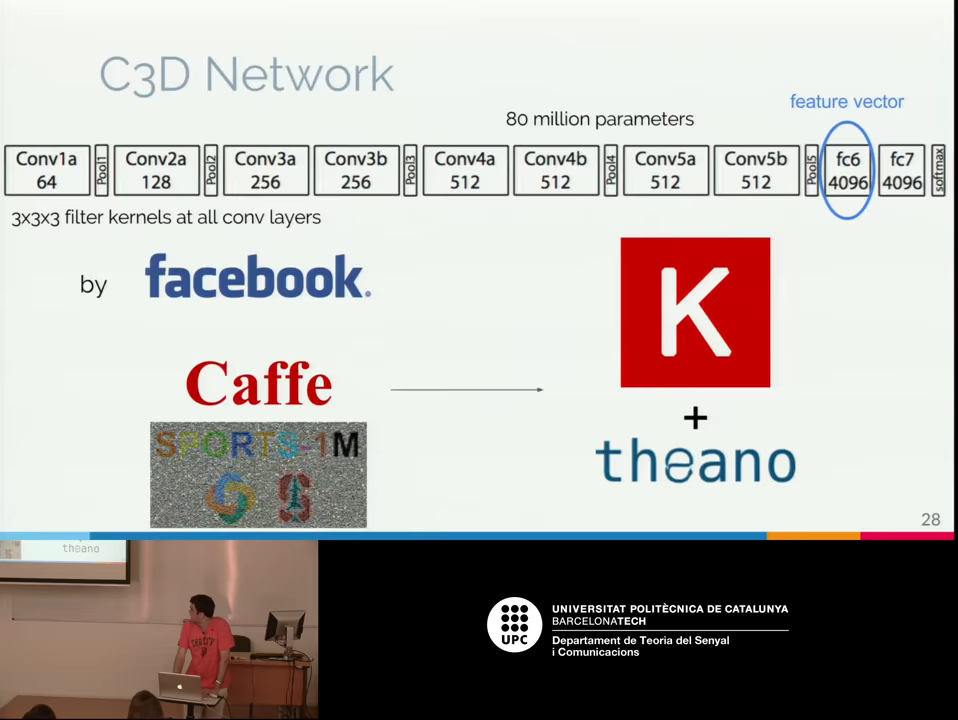 C3D Network
80 million parameters
feature vector
Conv1a
64
Pool1
Conv2a
128
Pool2
Conv3a
256
Conv3b
256
Pool3
Conv4a
512
Conv4b
512
Pool4
Conv5a
512
Conv5b
512
Pool5
fc6
4096
fc7
4096
softmax
3x3x3 filter kernels at all conv layers
by
facebook.
K
Caffe
+
SPORTS-1M
theano
28
theano
UPC
UNIVERSITAT POLITÈCNICA DE CATALUNYA
BARCELONATECH
Departament de Teoria del Senyal
i Comunicacions